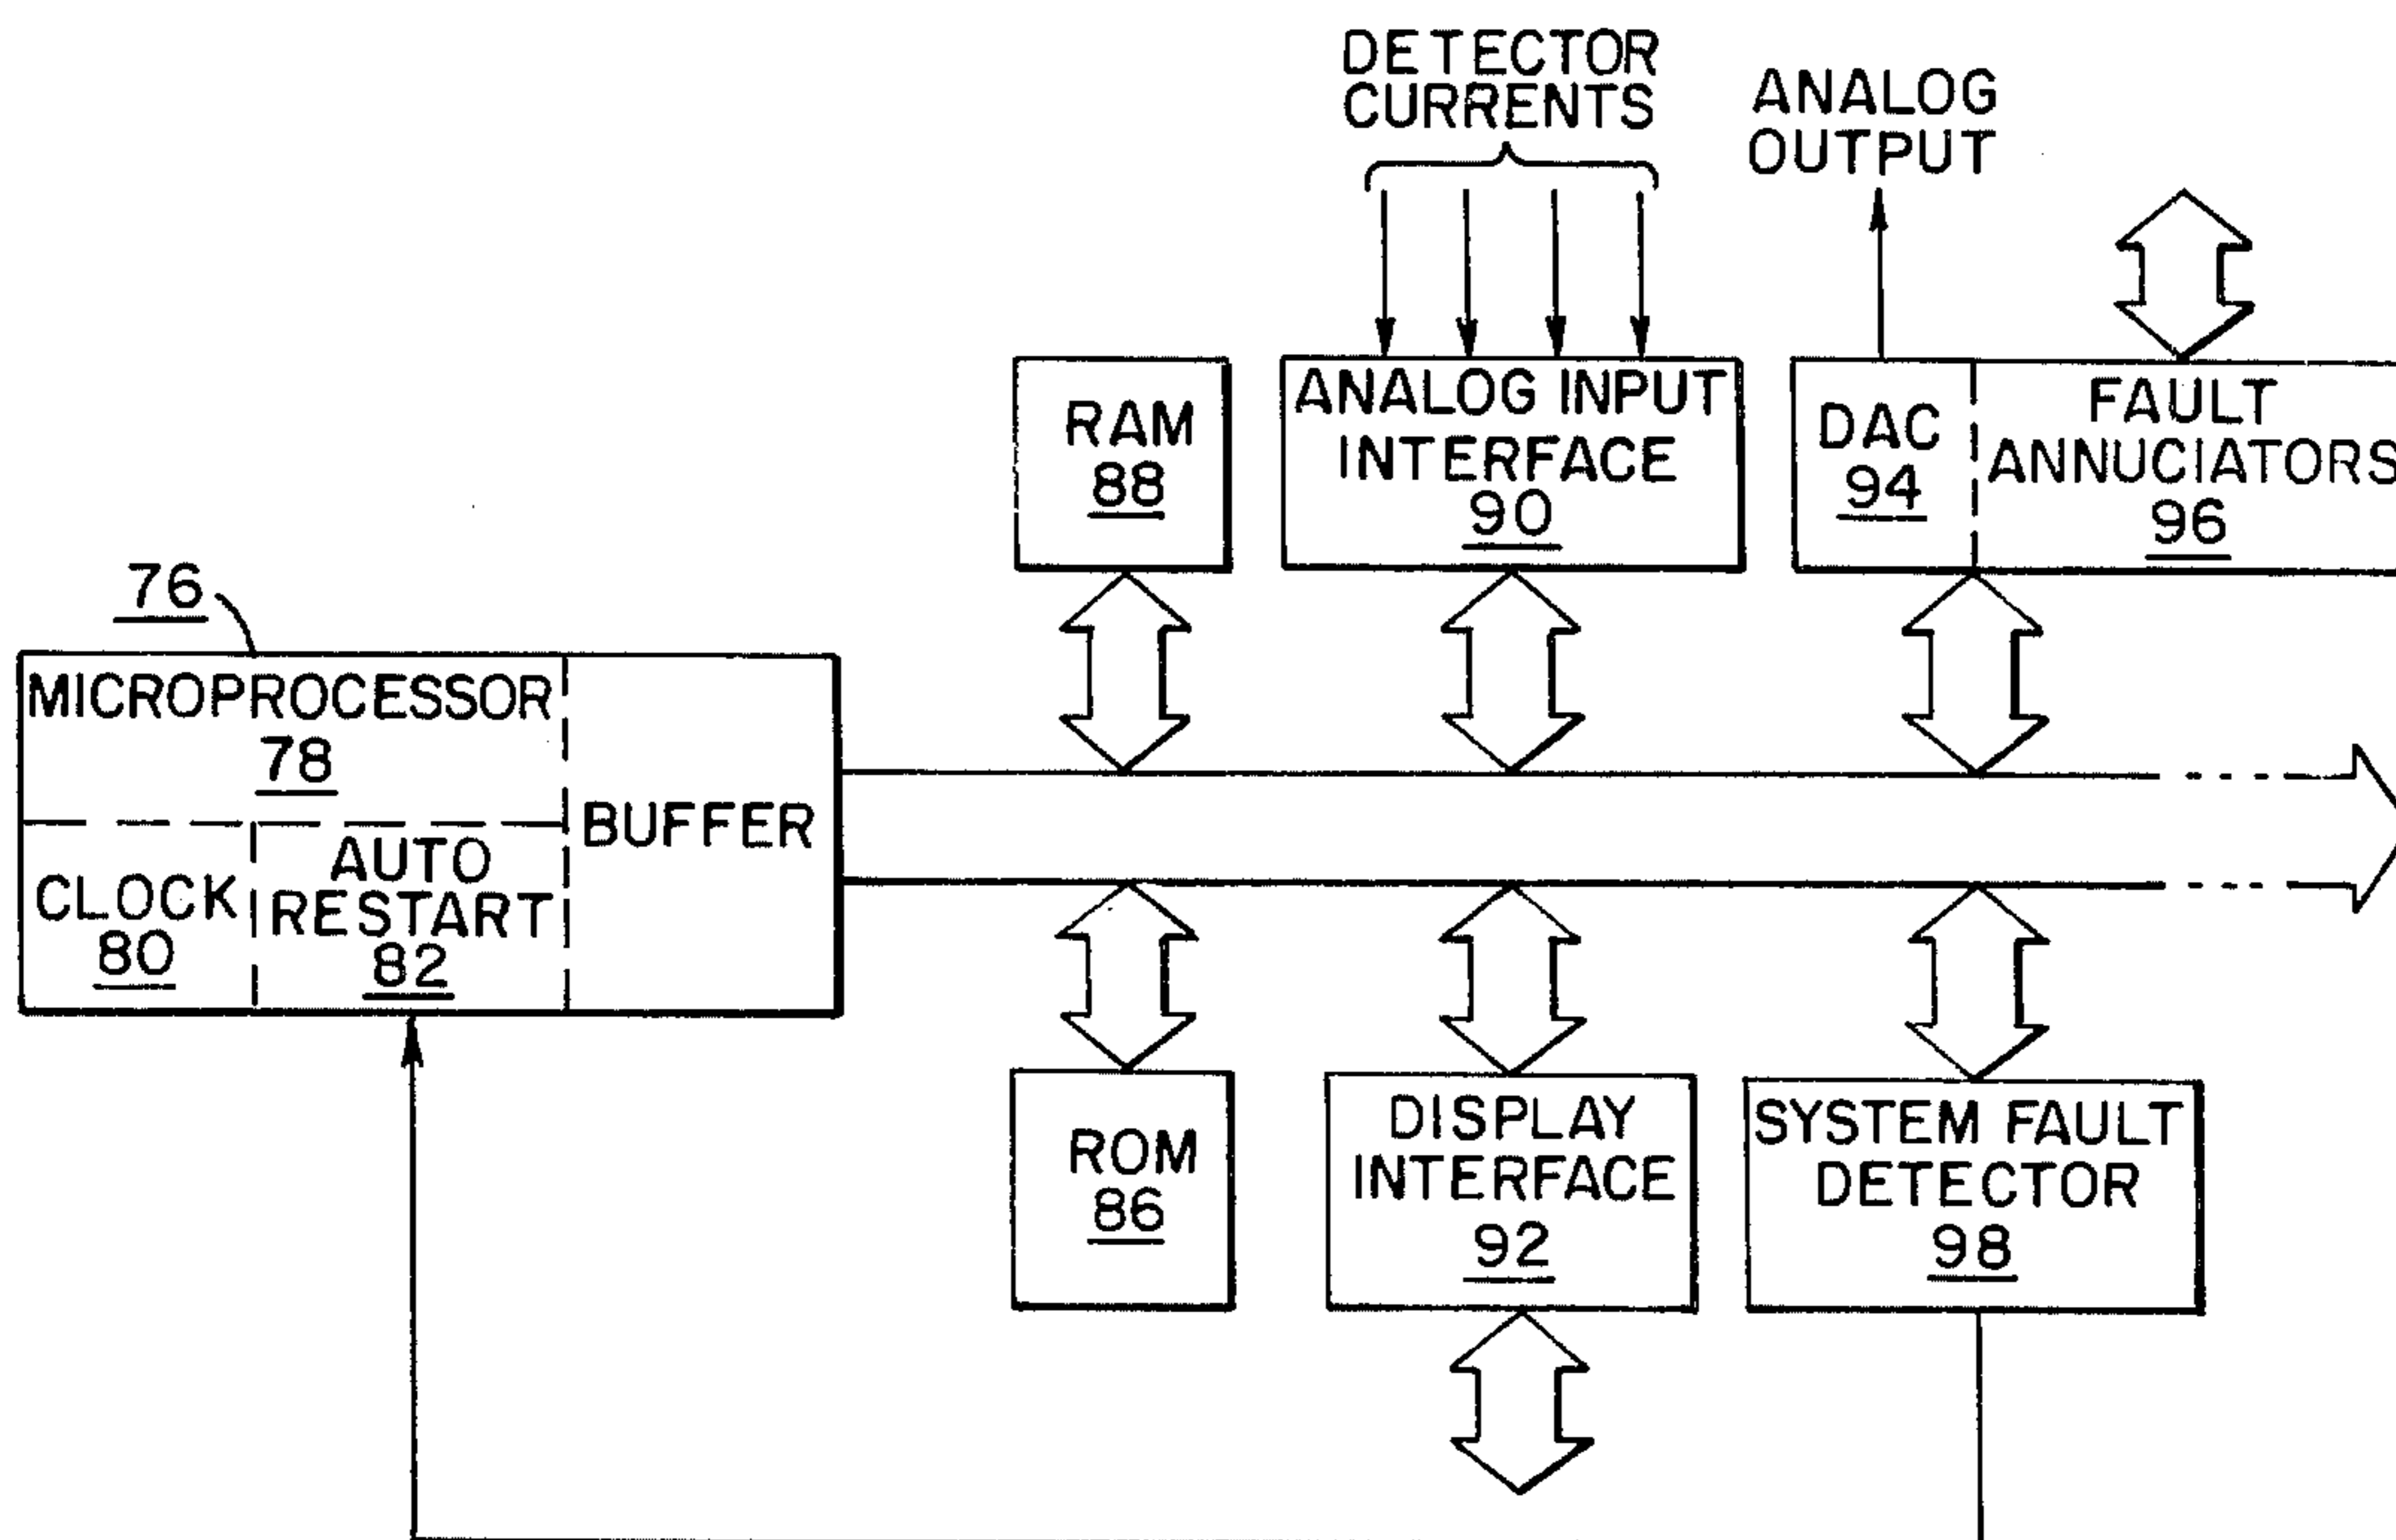 DETECTOR
CURRENTS
ANALOG
OUTPUT
RAM
88
ANALOG INPUT
INTERFACE
90
DAC
94
FAULT
ANNUCIATORS
96
76
MICROPROCESSOR
78
CLOCK
80
AUTO
RESTART
82
BUFFER
ROM
86
DISPLAY
INTERFACE
92
SYSTEM FAULT
DETECTOR
98